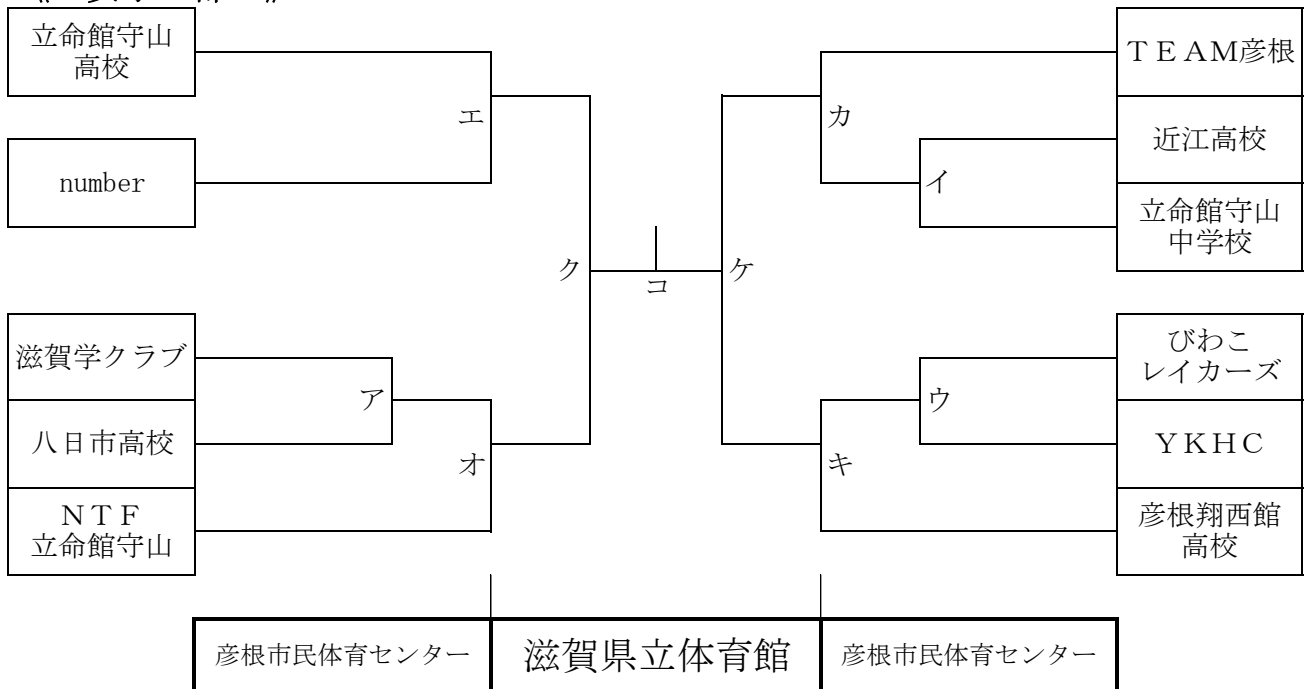 立命館守山
高校
number
滋賀学クラブ
八日市高校
ＮＴＦ
立命館守山
エ
ア
オ
ク
コ
ケ
カ
イ
ウ
キ
ＴＥＡＭ彦根
近江高校
立命館守山
中学校
びわこ
レイカーズ
ＹＫＨＣ
彦根翔西館
高校
彦根市民体育センター
滋賀県立体育館
彦根市民体育センター